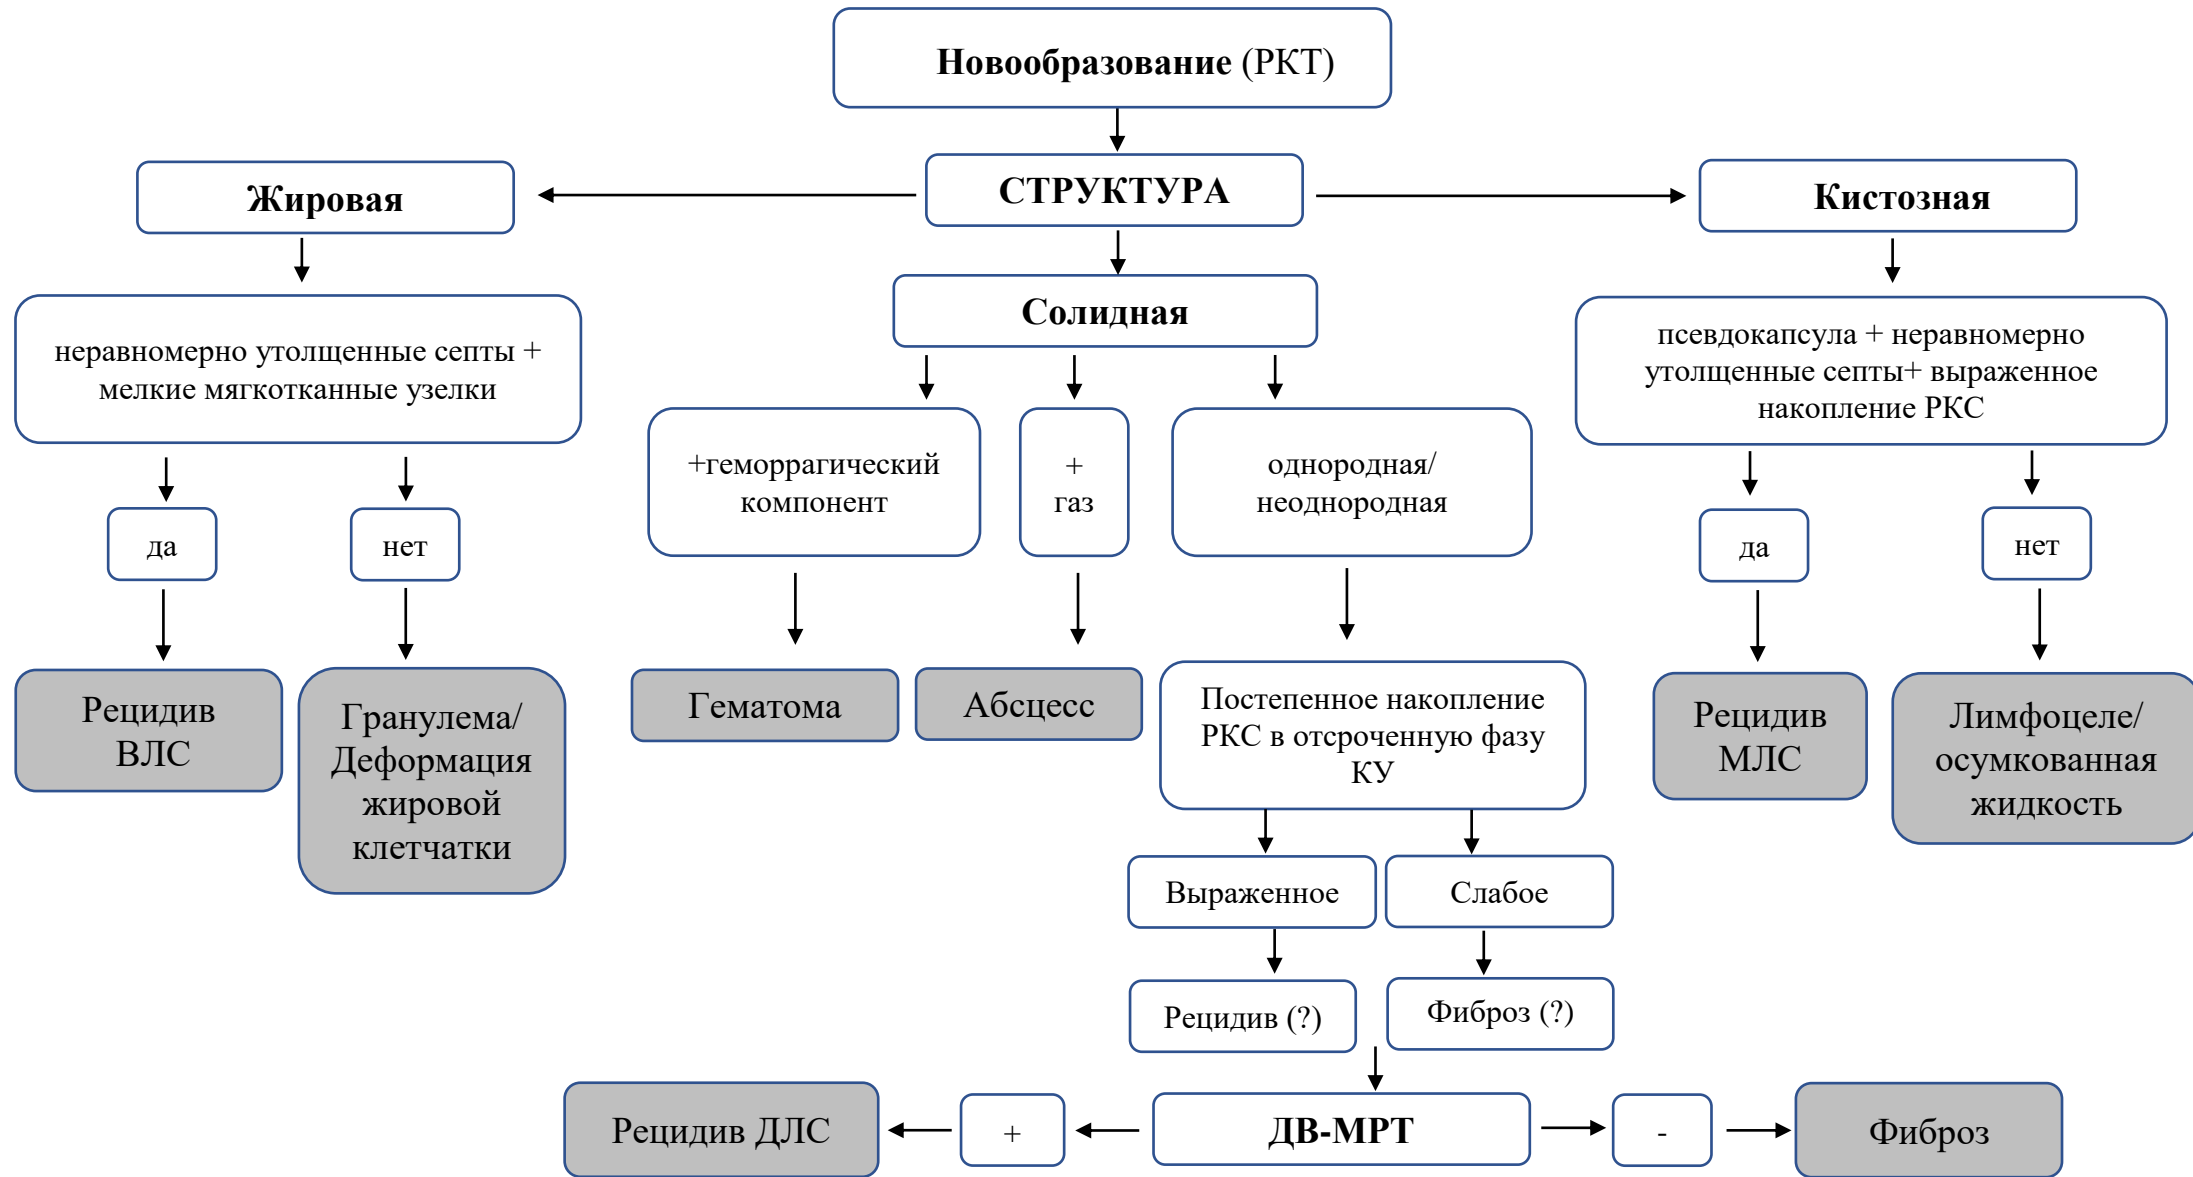 Новообразование (РКТ)
СТРУКТУРА
Жировая
Кистозная
Солидная
неравномерно утолщенные септы +
мелкие мягкотканные узелки
псевдокапсула + неравномерно
утолщенные септы+ выраженное
накопление РКС
+геморрагический
компонент
+
газ
однородная/
неоднородная
да
нет
да
нет
Рецидив
ВЛС
Гранулема/
Деформация
жировой
клетчатки
Гематома
Абсцесс
Постепенное накопление
РКС в отсроченную фазу
КУ
Рецидив
МЛС
Лимфоцеле/
осумкованная
жидкость
Выраженное
Слабое
Рецидив (?)
Фиброз (?)
Рецидив ДЛС
+
ДВ-МРТ
-
Фиброз